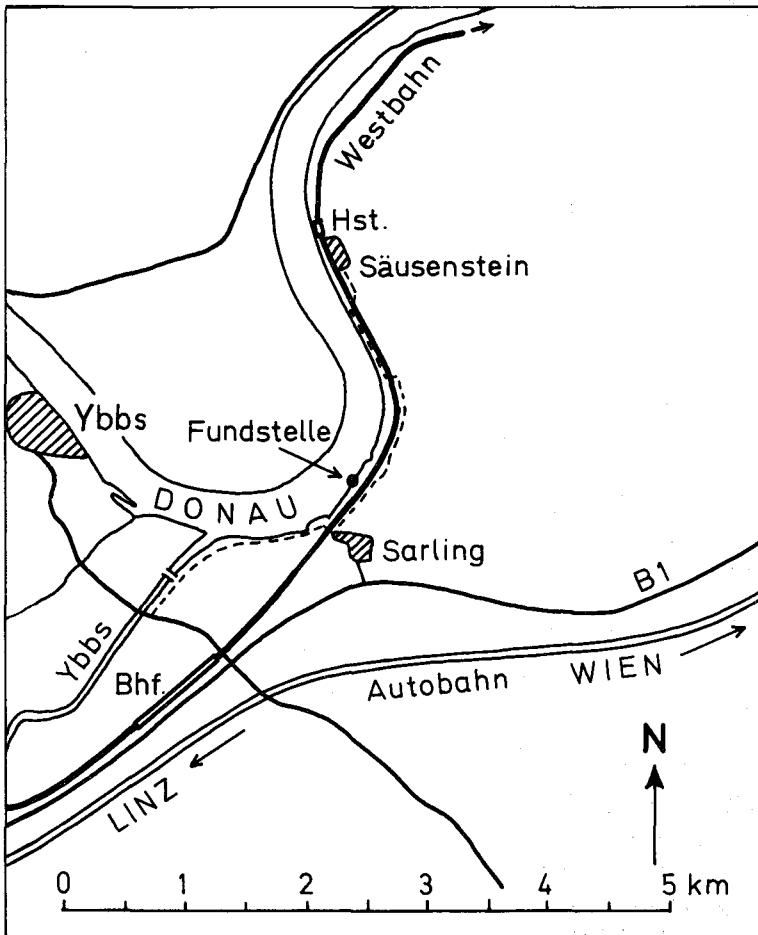 Westbahn
Hst.
Säusenstein
Ybbs
Fundstelle
DONAU
Sarling
B1
Ybbs
Bhf.
Autobahn
WIEN
LINZ
N
0 1 2 3 4 5 km